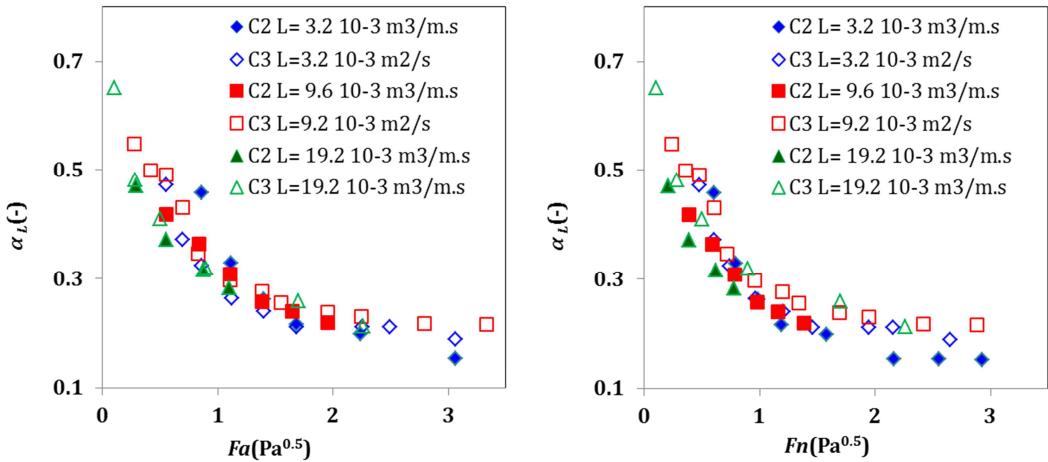 C2 L= 3.2 10-3 m3/m.s
C3 L=3.2 10-3 m2/s
C2 L= 9.6 10-3 m3/m.s
C3 L=9.2 10-3 m2/s
C2 L= 19.2 10-3 m3/m.s
C3 L=19.2 10-3 m3/m.s
0.7
0.5
0.3
0.1
0 1 2 3
α L(-)
Fa(Pa0.5)
C2 L= 3.2 10-3 m3/m.s
C3 L=3.2 10-3 m2/s
C2 L= 9.6 10-3 m3/m.s
C3 L=9.2 10-3 m2/s
C2 L= 19.2 10-3 m3/m.s
C3 L=19.2 10-3 m3/m.s
0.7
0.5
0.3
0.1
0 1 2 3
α L(-)
Fn(Pa0.5)